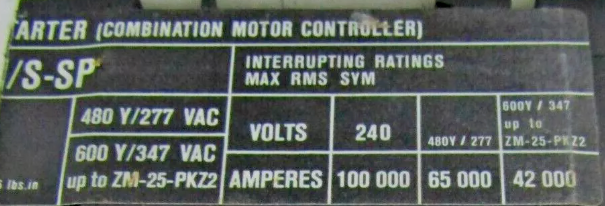 ARTER (COMBINATION MOTOR CONTROLLER)
/S-SP
INTERRUPTING RATINGS
MAX RMS SYM
480 Y/277 VAC
600 Y/347 VAC
up to ZM-25-PKZ2
lbs.in
VOLTS 240 480Y / 277 600Y / 347
up to
ZM-25-PKZ2
AMPERES 100 000 65 000 42 000